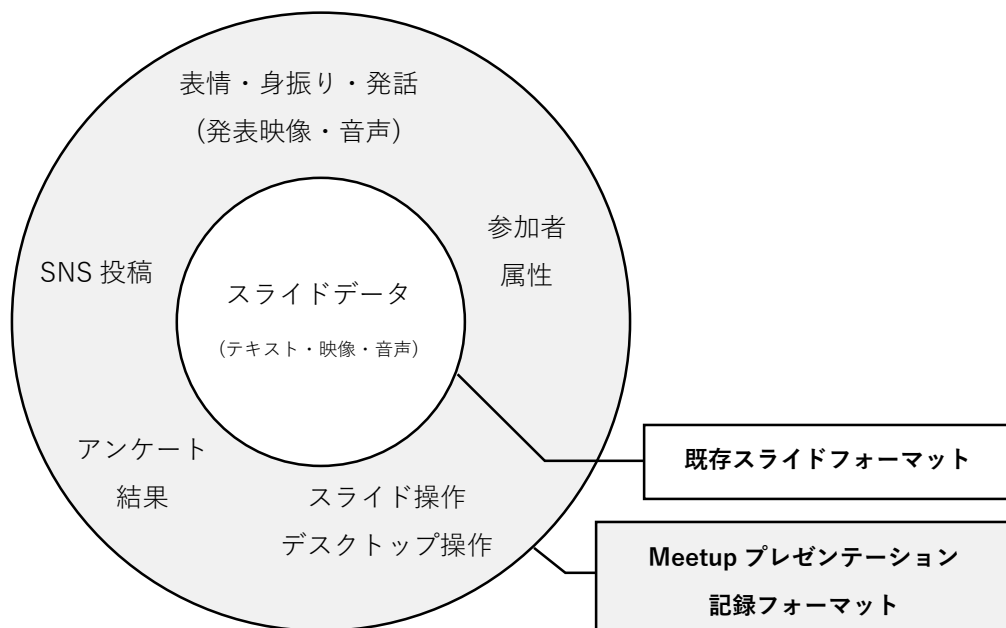 表情・身振り・発話
(発表映像・音声)
参加者
属性
SNS 投稿
スライドデータ
(テキスト・映像・音声)
アンケート
結果
スライド操作
デスクトップ操作
既存スライドフォーマット
Meetup プレゼンテーション
記録フォーマット